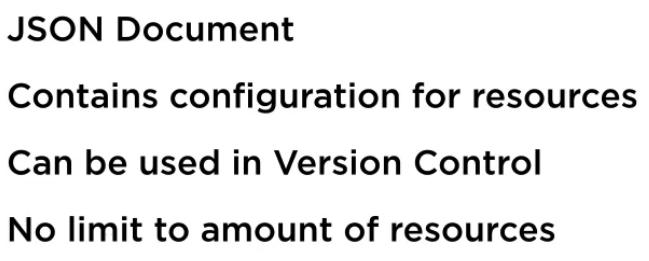 JSON Document
Contains configuration for resources
Can be used in Version Control
No limit to amount of resources